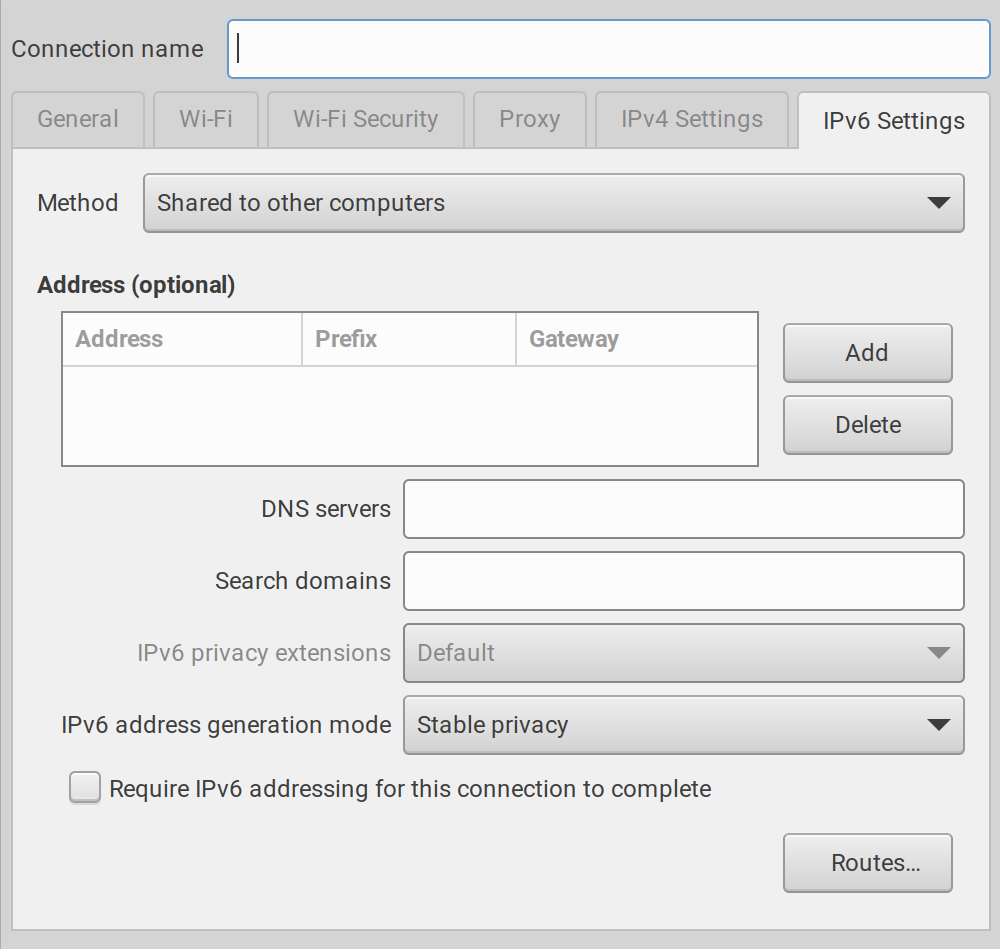 Connection name
General Wi-Fi Wi-Fi Security Proxy IPv4 Settings IPv6 Settings
Method Shared to other computers
Address (optional)
Address Prefix Gateway
Add
Delete
DNS servers
Search domains
IPv6 privacy extensions Default
IPv6 address generation mode Stable privacy
Require IPv6 addressing for this connection to complete
Routes...